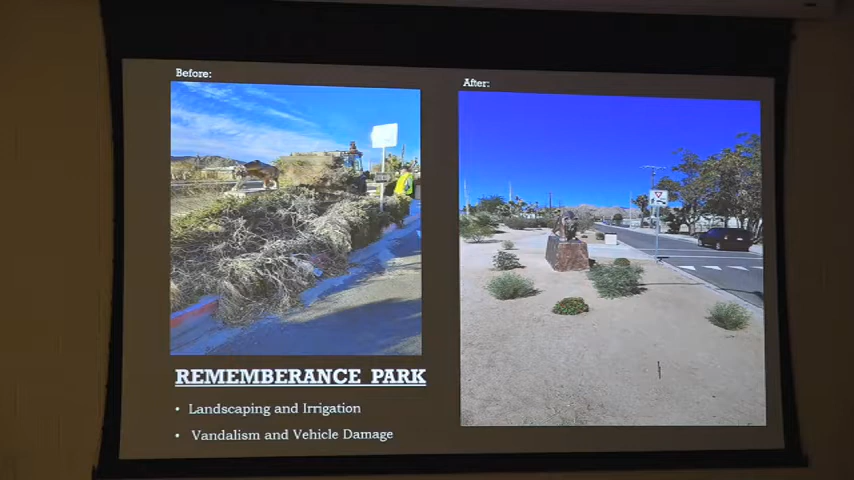 Before:
After:
REMEMBERANCE PARK
• Landscaping and Irrigation
• Vandalism and Vehicle Damage